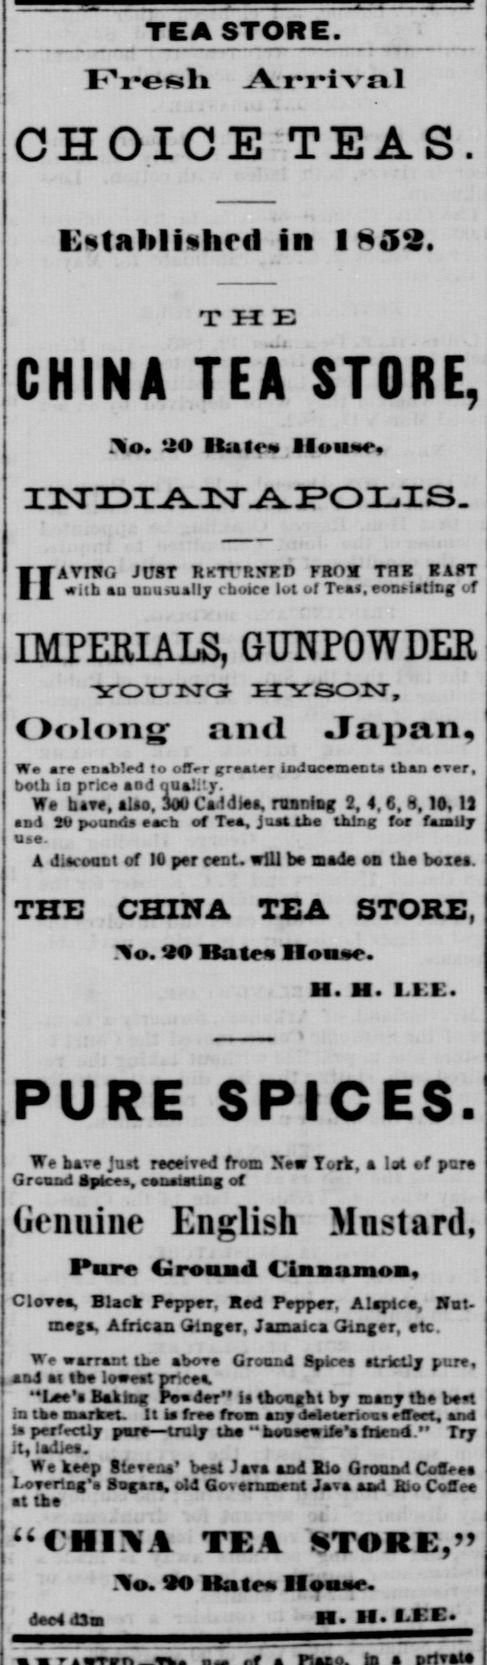 TEA STORE.
Fresh Arrival
CHOICE TEAS.
Established in 1852.
THE
CHINA TEA STORE,
No. 20 Bates House,
INDIANAPOLIS.
HAVING JUST RETURNED FROM THE EAST
with an unusually choice lot of Teas, consisting of
IMPERIALS, GUNPOWDER
YOUNG HYSON,
Oolong and Japan,
We are enabled to offer greater inducements than ever,
both in price and quality.
We have, also, 300 Caddies, running 2, 4, 6, 8, 10, 12
and 20 pounds each of Tea, just the thing for family
use.
A discount of 10 per cent. will be made on the boxes.
THE CHINA TEA STORE,
No. 20 Bates House.
H. H. LEE.
PURE SPICES.
We have just received from New York, a lot of pure
Ground Spices, consisting of
Genuine English Mustard,
Pure Ground Cinnamon,
Cloves, Black Pepper, Red Pepper, Alspice, Nut-
megs, African Ginger, Jamaica Ginger, etc.
We warrant the above Ground Spices strictly pure,
and at the lowest prices.
"Lee's Baking Powder" is thought by many the best
in the market. It is free from any deleterious effect, and
is perfectly pure—truly the "housewife's friend." Try
it, ladies.
We keep Stevens' best Java and Rio Ground Coffees
Lovering's Sugars, old Government Java and Rio Coffee
at the
"CHINA TEA STORE,"
No. 20 Bates House.
dec4 d3m H. H. LEE.
of a Piano, in a private